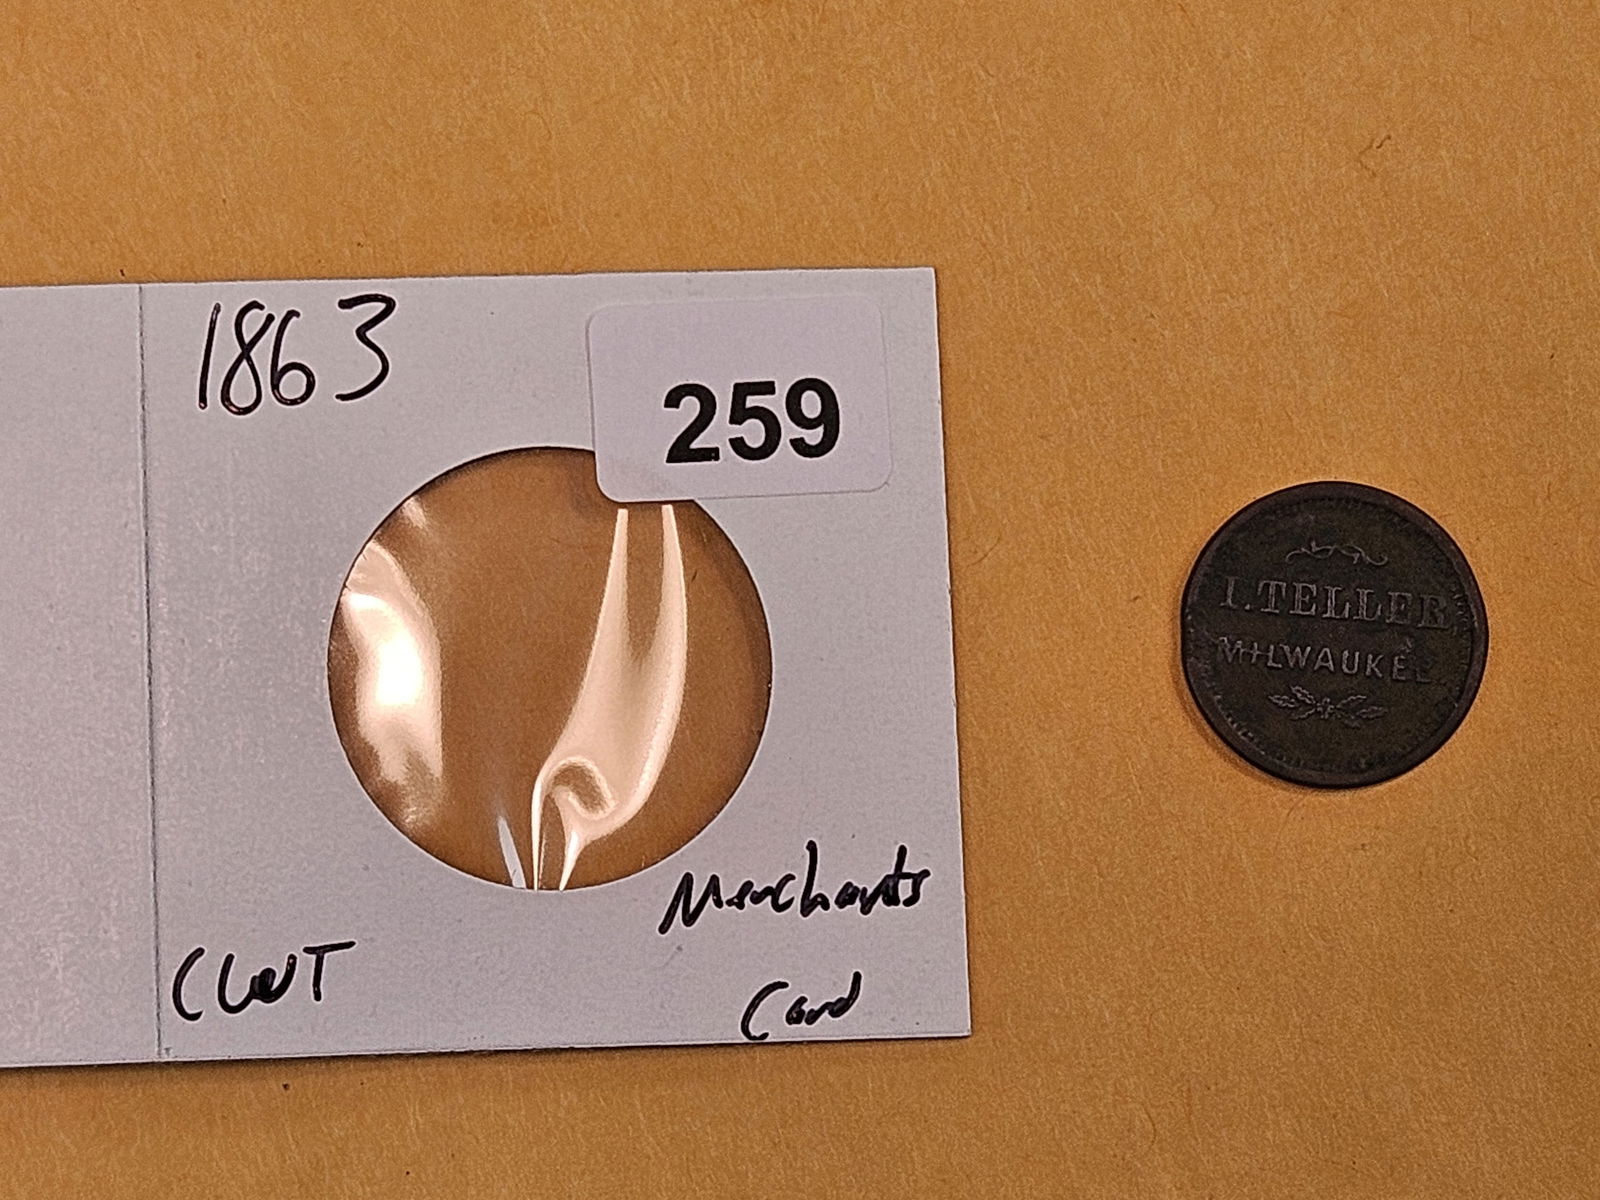 1863
259
CWT
Merchants
Card
I. TELLER
MILWAUKEE